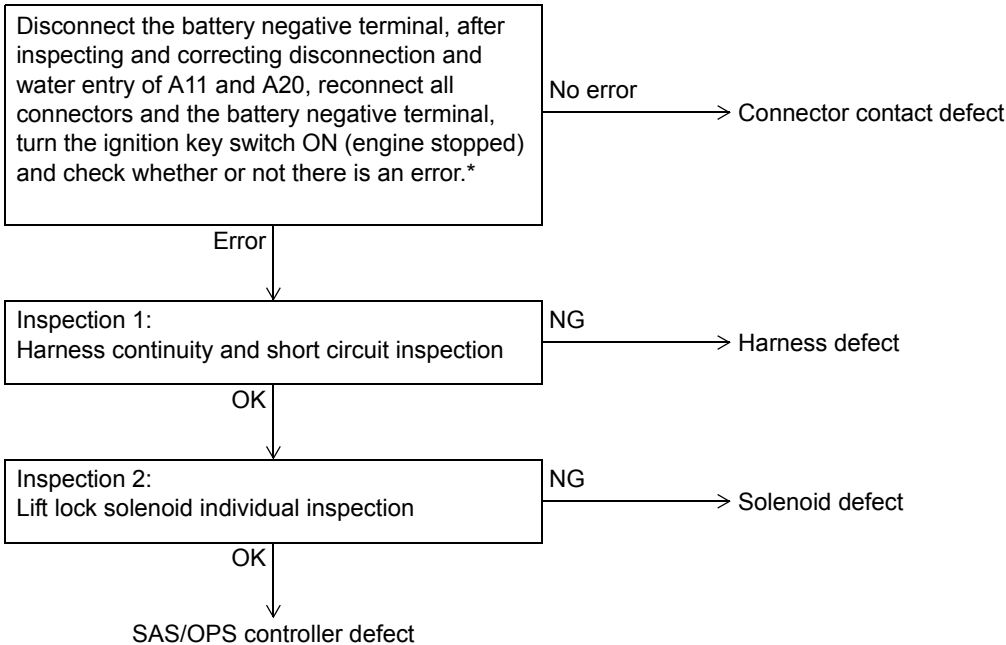 Disconnect the battery negative terminal, after
inspecting and correcting disconnection and
water entry of A11 and A20, reconnect all
connectors and the battery negative terminal,
turn the ignition key switch ON (engine stopped)
and check whether or not there is an error.*
No error
Connector contact defect
Error
Inspection 1:
Harness continuity and short circuit inspection
NG
Harness defect
OK
Inspection 2:
Lift lock solenoid individual inspection
NG
Solenoid defect
OK
SAS/OPS controller defect